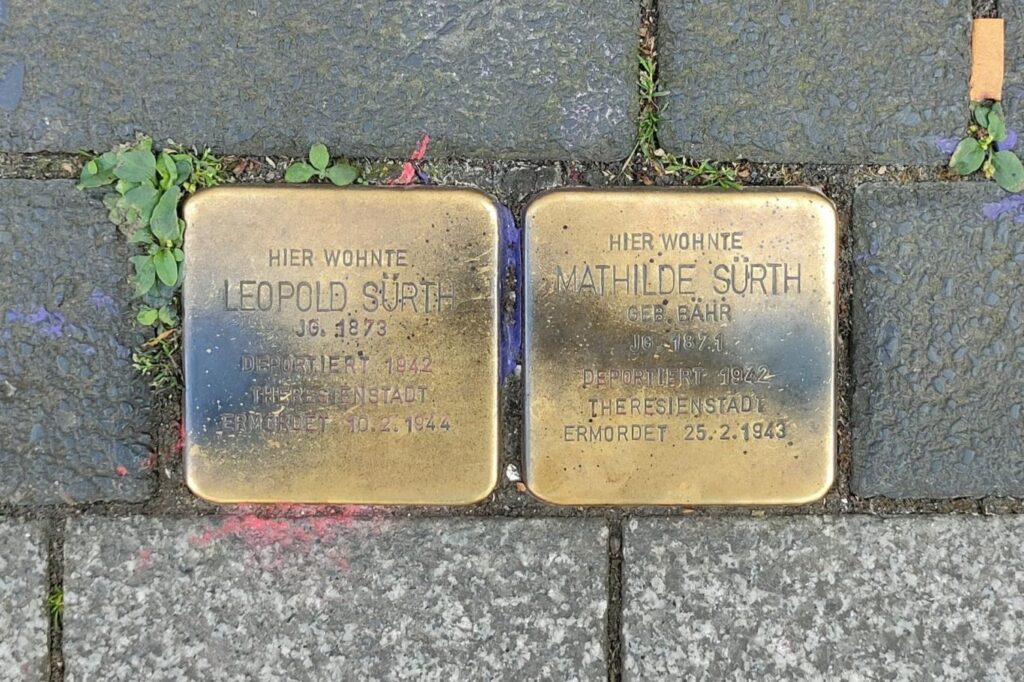 HIER WOHNTE
LEOPOLD SÜRTH
JG. 1873
DEPORTIERT 1942
THERESIENSTADT
ERMORDET 10.2.1944
HIER WOHNTE
MATHILDE SÜRTH
GEB. BÄHR
JG. 1871
DEPORTIERT 1942
THERESIENSTADT
ERMORDET 25.2.1943